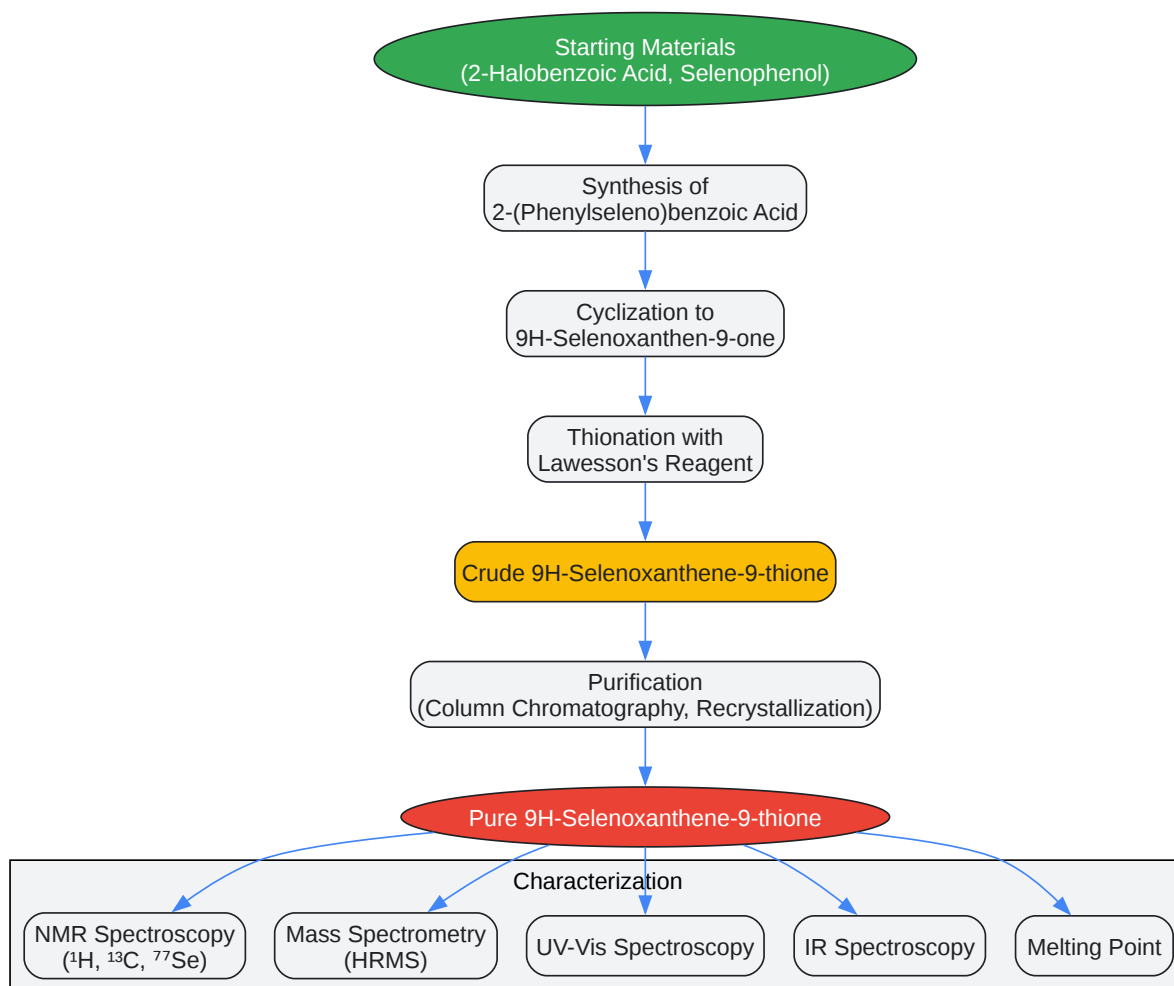 Starting Materials
(2-Halobenzoic Acid, Selenophenol)
Synthesis of
2-(Phenylseleno)benzoic Acid
Cyclization to
9H-Selenoxanthen-9-one
Thionation with
Lawesson's Reagent
Crude 9H-Selenoxanthene-9-thione
Purification
(Column Chromatography, Recrystallization)
Pure 9H-Selenoxanthene-9-thione
Characterization
NMR Spectroscopy
(¹H, ¹³C, ⁷⁷Se)
Mass Spectrometry
(HRMS)
UV-Vis Spectroscopy
IR Spectroscopy
Melting Point